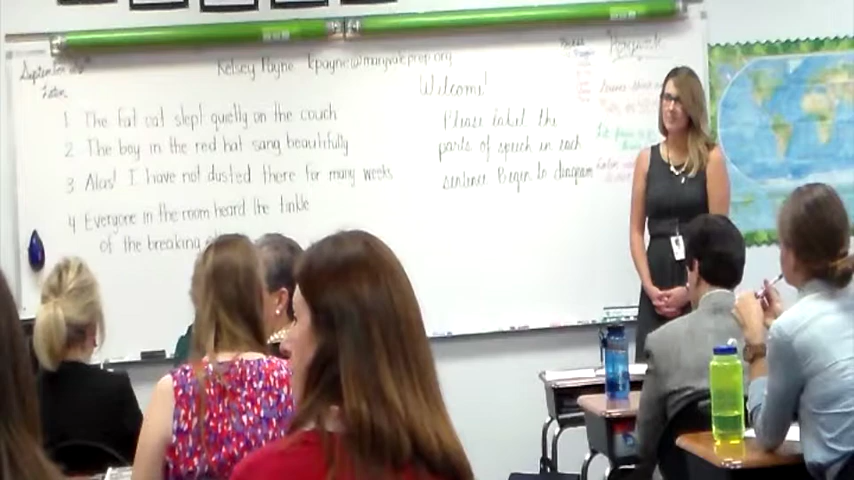 September
Kelsey Payne kpayne@maryvaleprep.org
Welcome!
Please label the
parts of speech in each
sentence Begin to diagram
1 The fat cat slept quietly on the couch
2 The boy in the red hat sang beautifully
3 Alas! I have not dusted there for many weeks
4 Everyone in the room heard the tinkle
of the breaking